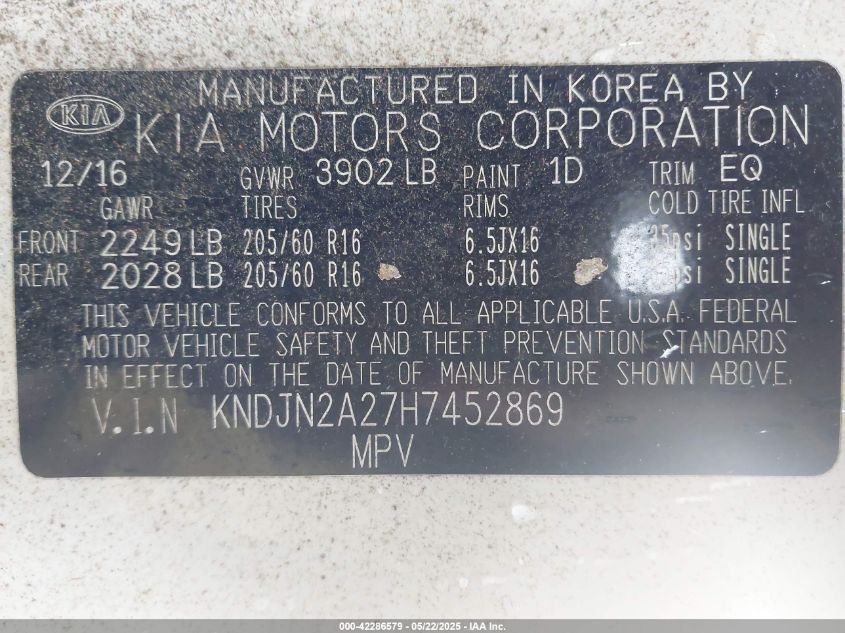 MANUFACTURED IN KOREA BY
KIA KIA MOTORS CORPORATION
12/16 GVWR 3902 LB PAINT 1D TRIM EQ
GAWR TIRES RIMS COLD TIRE INFL
FRONT 2249 LB 205/60 R16 6.5JX16 SINGLE
REAR 2028 LB 205/60 R16 6.5JX16 SINGLE
THIS VEHICLE CONFORMS TO ALL APPLICABLE U.S.A. FEDERAL
MOTOR VEHICLE SAFETY AND THEFT PREVENTION STANDARDS
IN EFFECT ON THE DATE OF MANUFACTURE SHOWN ABOVE.
V.I.N KNDJN2A27H7452869
MPV
000-42286579 - 05/22/2025 - IAA Inc.